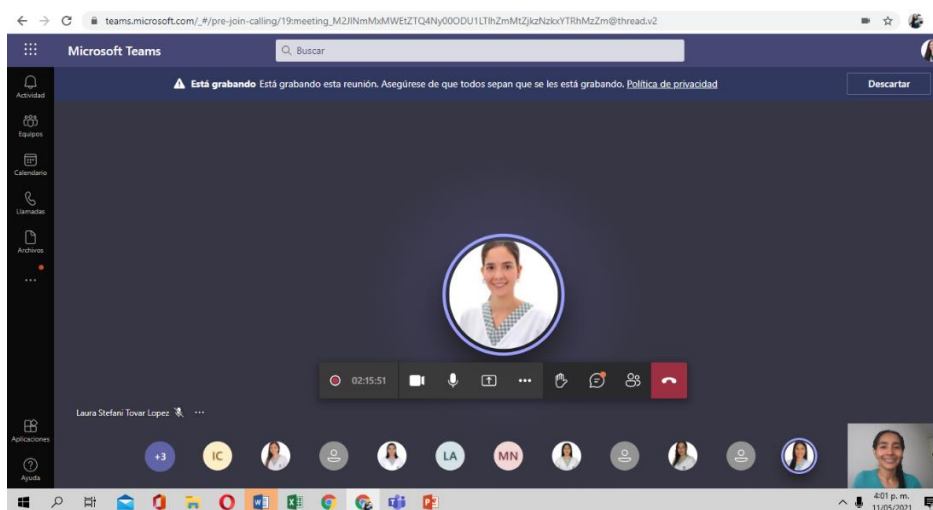 teams.microsoft.com/_#/pre-join-calling/19:meeting_M2JlNmMxMWEtZTQ4Ny00ODU1LTlhZmMtZjkzNzkxYTRhMzZm@thread.v2
Microsoft Teams
Buscar
Está grabando Está grabando esta reunión. Asegúrese de que todos sepan que se les está grabando. Política de privacidad
Descartar
Actividad
Equipos
Calendario
Llamadas
Archivos
02:15:51
Laura Stefani Tovar Lopez
Aplicaciones
+3
IC
LA
MN
Ayuda
4:01 p. m.
11/05/2021